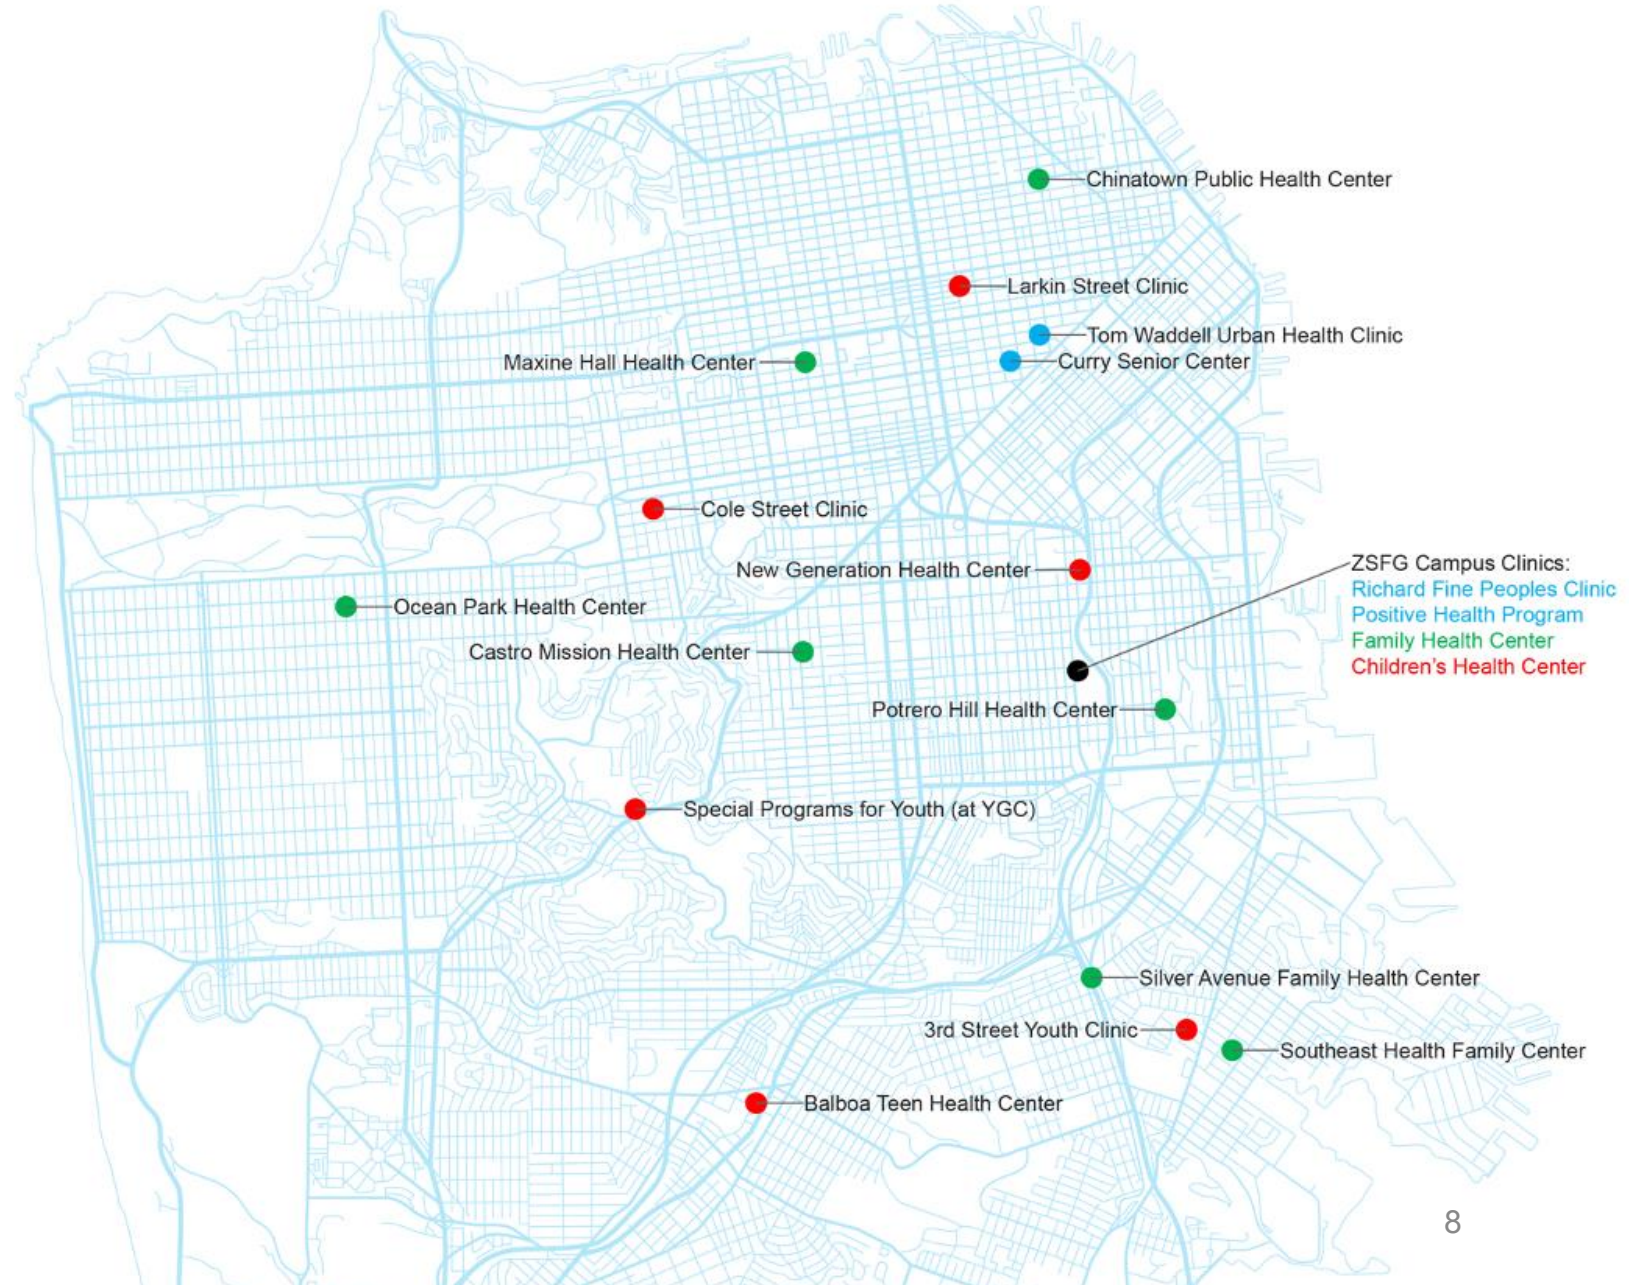 Chinatown Public Health Center
Larkin Street Clinic
Tom Waddell Urban Health Clinic
Maxine Hall Health Center
Curry Senior Center
Cole Street Clinic
New Generation Health Center
ZSFG Campus Clinics:
Richard Fine Peoples Clinic
Positive Health Program
Family Health Center
Children's Health Center
Ocean Park Health Center
Castro Mission Health Center
Potrero Hill Health Center
Special Programs for Youth (at YGC)
Silver Avenue Family Health Center
3rd Street Youth Clinic
Southeast Health Family Center
Balboa Teen Health Center
8